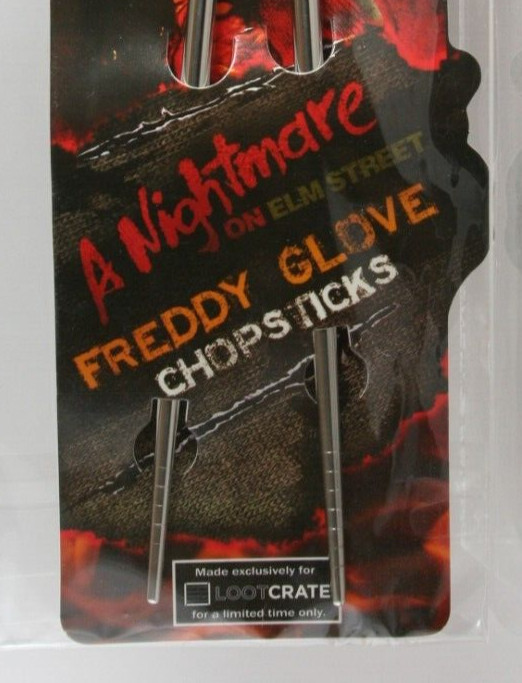 A Nightmare
ON ELM STREET
FREDDY GLOVE
CHOPSTICKS
Made exclusively for
LOOTCRATE
for a limited time only.